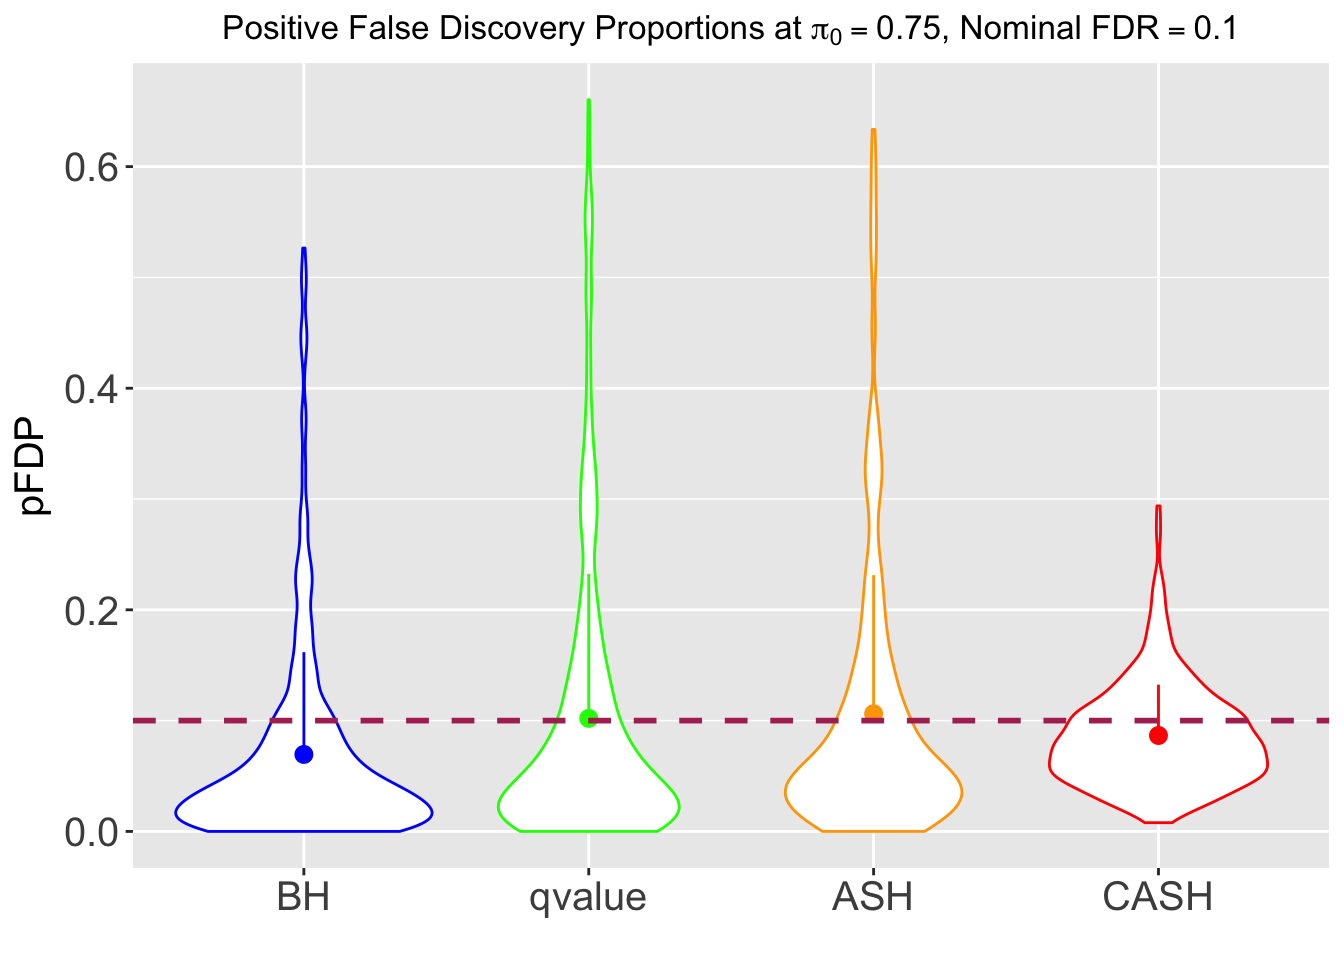 Positive False Discovery Proportions at π₀ = 0.75, Nominal FDR = 0.1
pFDP
0.6
0.4
0.2
0.0
BH
qvalue
ASH
CASH